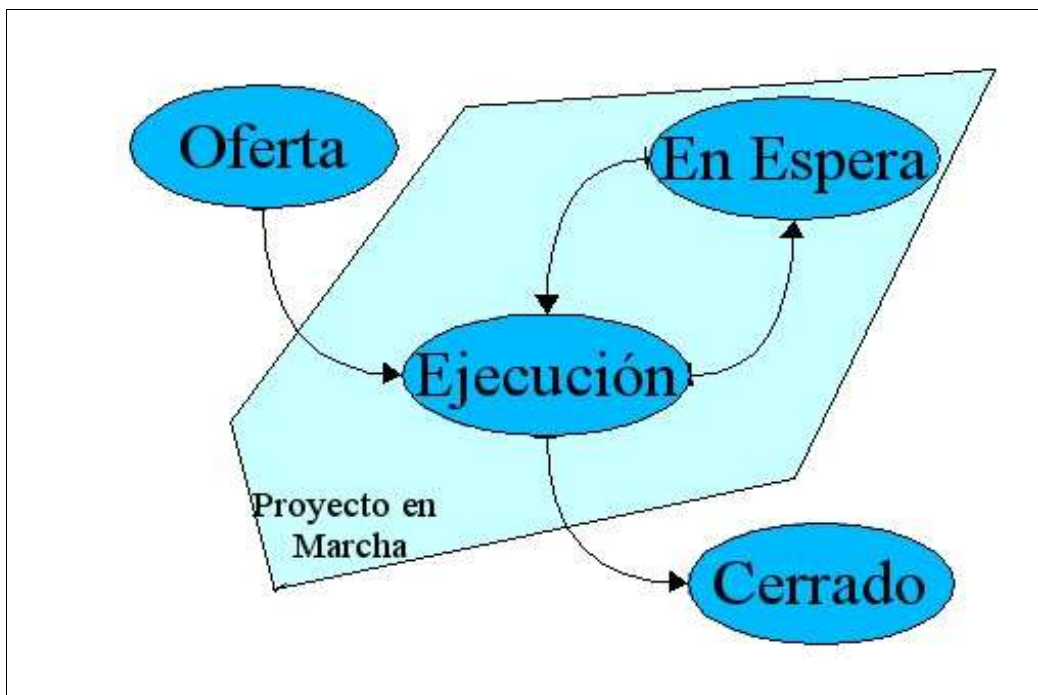 Oferta
En Espera
Ejecución
Proyecto en
Marcha
Cerrado